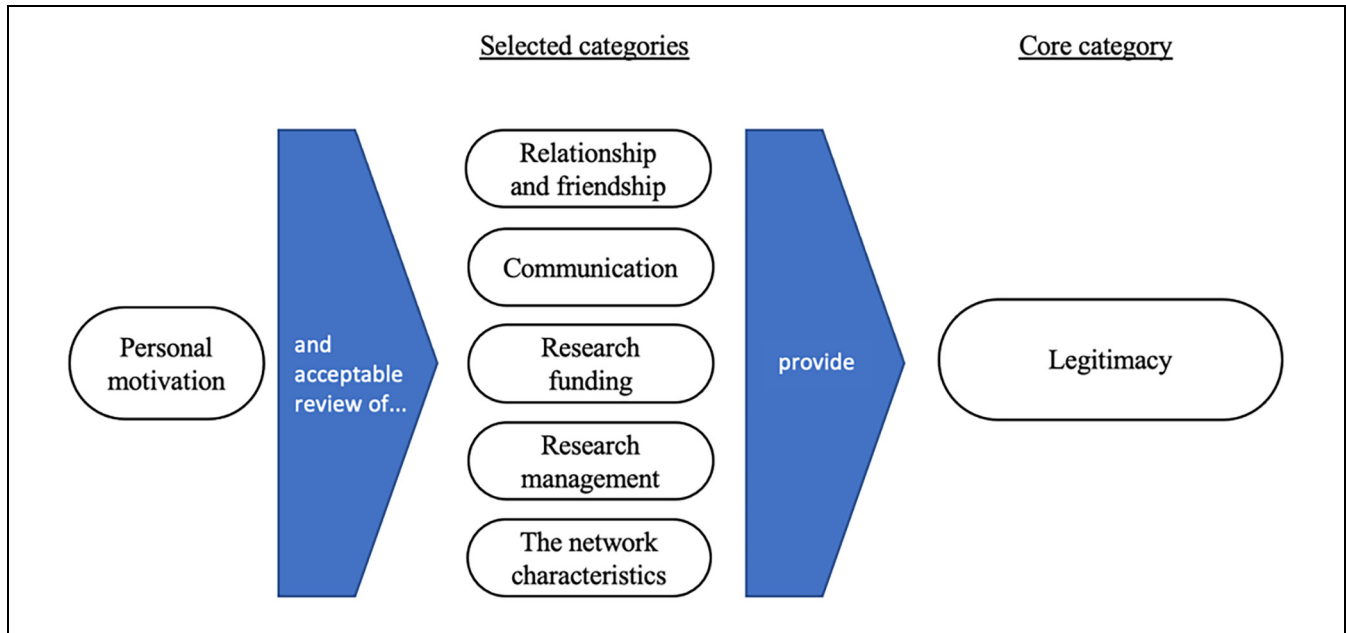 Selected categories
Core category
Personal
motivation
and
acceptable
review of...
Relationship
and friendship
Communication
Research
funding
Research
management
The network
characteristics
provide
Legitimacy